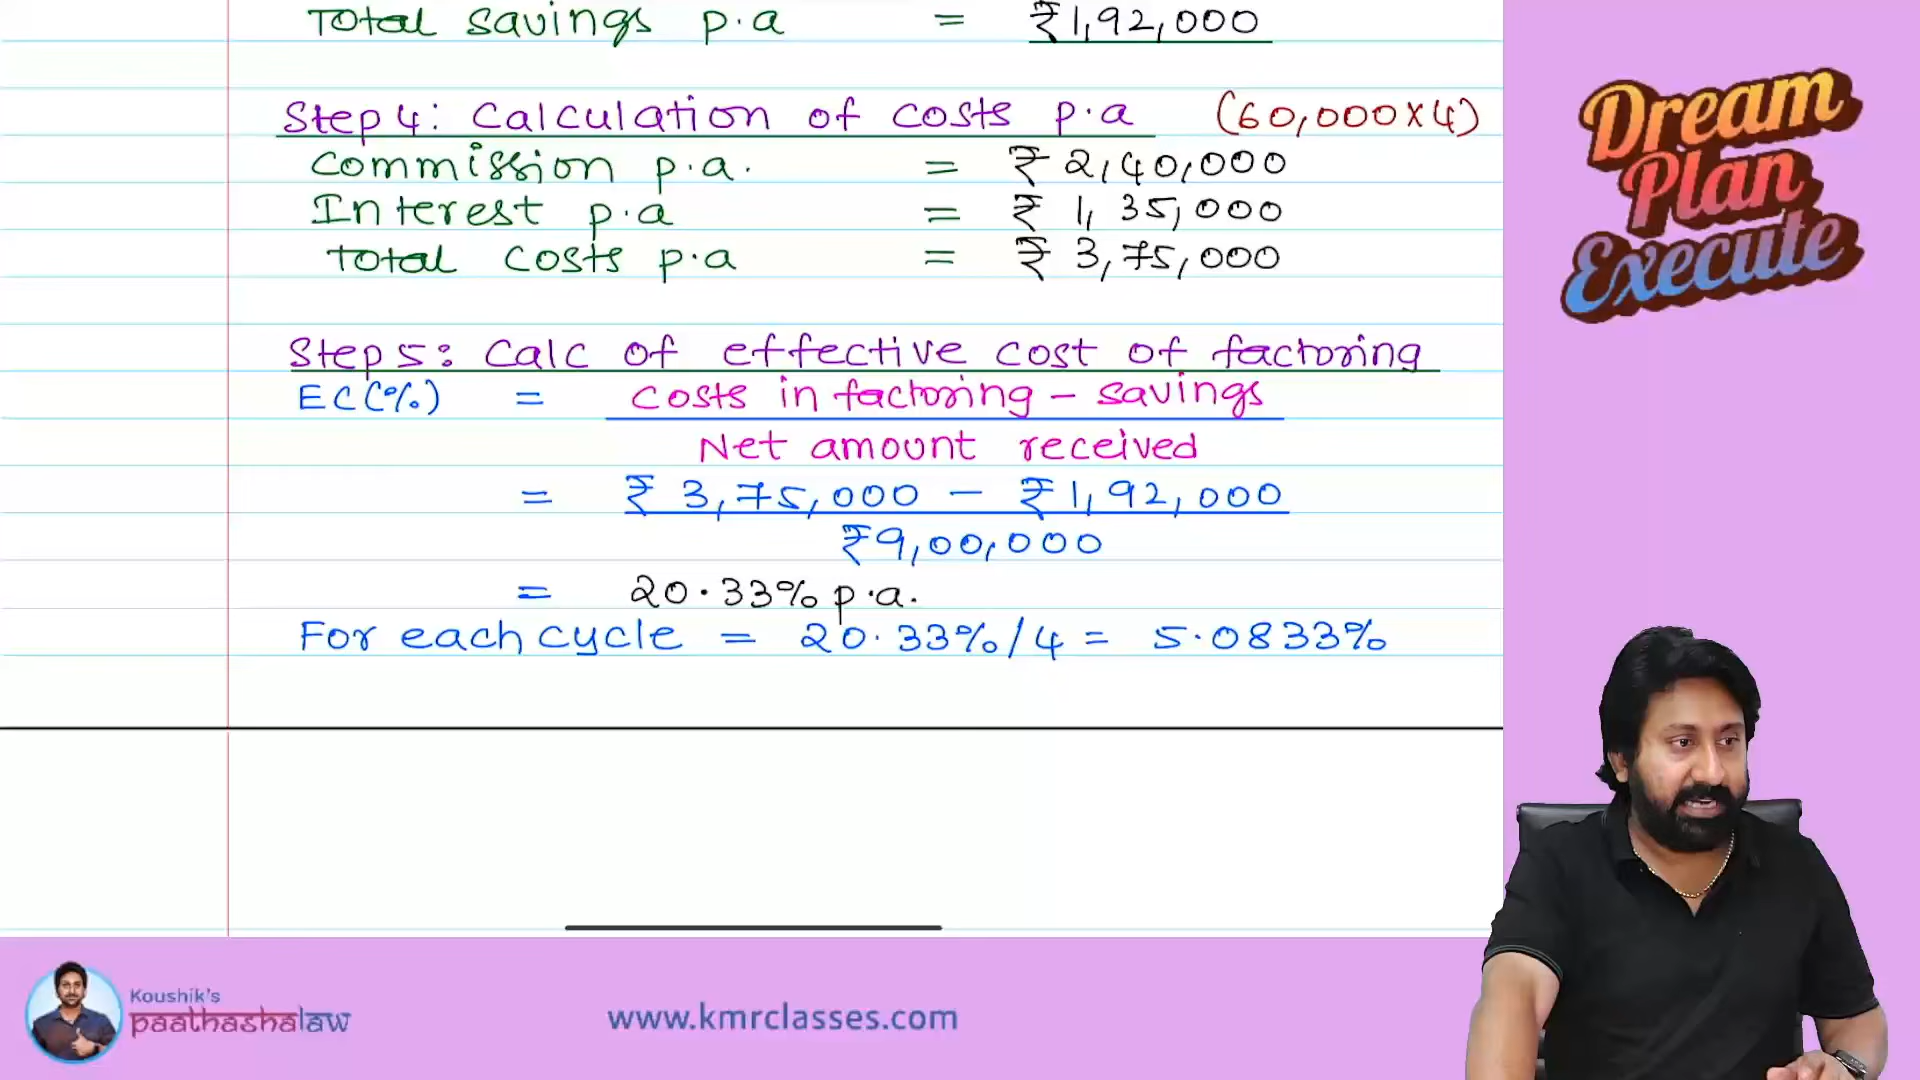 Total savings p.a = ₹1,92,000
Step 4: Calculation of costs p.a (60,000×4)
Commission p.a. = ₹ 2,40,000
Interest p.a = ₹ 1,35,000
Total costs p.a = ₹ 3,75,000
Step 5: Calc of effective cost of factoring
EC(%) = Costs in factoring - savings
Net amount received
= ₹ 3,75,000 - ₹1,92,000
₹9,00,000
= 20.33% p.a.
For each cycle = 20.33%/4 = 5.0833%
Dream
Plan
Execute
Koushik's
paathashalaw
www.kmrclasses.com